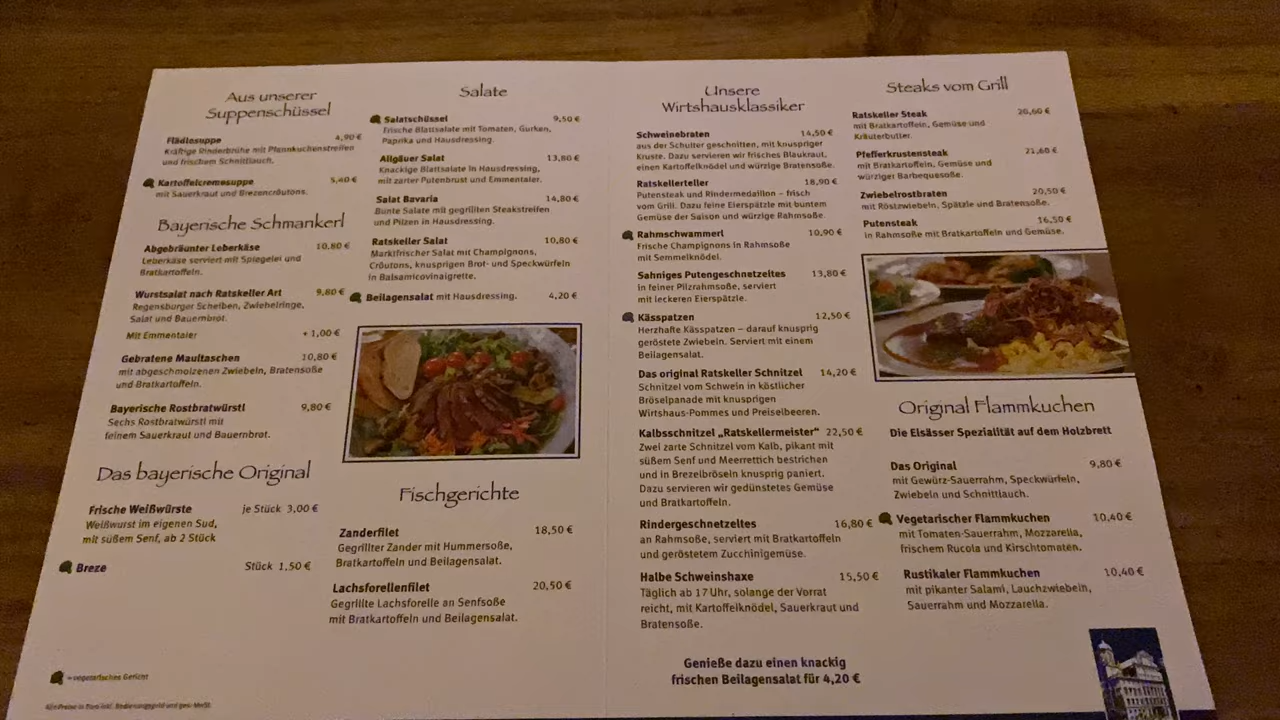 Aus unserer
Suppenschüssel
Flädlesuppe 4,90 €
Kräftige Rinderbrühe mit Pfannkuchenstreifen
und frischem Schnittlauch.
Kartoffelcremesuppe 5,40 €
mit Sauerkraut und Brezencroûtons.
Bayerische Schmankerl
Abgebräunter Leberkäse 10,80 €
Leberkäse serviert mit Spiegelei und
Bratkartoffeln.
Wurstsalat nach Ratskeller Art 9,80 €
Regensburger Scheiben, Zwiebelringe,
Salat und Bauernbrot.
Mit Emmentaler + 1,00 €
Gebratene Maultaschen 10,80 €
mit abgeschmolzenen Zwiebeln, Bratensoße
und Bratkartoffeln.
Bayerische Rostbratwürstl 9,80 €
Sechs Rostbratwürstl mit
feinem Sauerkraut und Bauernbrot.
Das bayerische Original
Frische Weißwürste je Stück 3,00 €
Weißwurst im eigenen Sud,
mit süßem Senf, ab 2 Stück
Breze Stück 1,50 €
= vegetarisches Gericht
Alle Preise in Euro inkl. Bedienungsgeld und ges. MwSt.
Salate
Salatschüssel 9,50 €
Frische Blattsalate mit Tomaten, Gurken,
Paprika und Hausdressing.
Allgäuer Salat 13,80 €
Knackige Blattsalate in Hausdressing,
mit zarter Putenbrust und Emmentaler.
Salat Bavaria 14,80 €
Bunte Salate mit gegrillten Steakstreifen
und Pilzen in Hausdressing.
Ratskeller Salat 10,80 €
Marktfrischer Salat mit Champignons,
Croûtons, knusprigen Brot- und Speckwürfeln
in Balsamicovinaigrette.
Beilagensalat mit Hausdressing. 4,20 €
Fischgerichte
Zanderfilet 18,50 €
Gegrillter Zander mit Hummersoße,
Bratkartoffeln und Beilagensalat.
Lachsforellenfilet 20,50 €
Gegrillte Lachsforelle an Senfsoße
mit Bratkartoffeln und Beilagensalat.
Unsere
Wirtshausklassiker
Schweinebraten 14,50 €
aus der Schulter geschnitten, mit knuspriger
Kruste. Dazu servieren wir frisches Blaukraut,
einen Kartoffelknödel und würzige Bratensoße.
Ratskellerteller 18,90 €
Putensteak und Rindermedaillon – frisch
vom Grill. Dazu feine Eierspätzle mit buntem
Gemüse der Saison und würzige Rahmsoße.
Rahmschwammerl 10,90 €
Frische Champignons in Rahmsoße
mit Semmelknödel.
Sahniges Putengeschnetzeltes 13,80 €
in feiner Pilzrahmsoße, serviert
mit leckeren Eierspätzle.
Kässpatzen 12,50 €
Herzhafte Kässpatzen – darauf knusprig
geröstete Zwiebeln. Serviert mit einem
Beilagensalat.
Das original Ratskeller Schnitzel 14,20 €
Schnitzel vom Schwein in köstlicher
Bröselpanade mit knusprigen
Wirtshaus-Pommes und Preiselbeeren.
Kalbsschnitzel „Ratskellermeister“ 22,50 €
Zwei zarte Schnitzel vom Kalb, pikant mit
süßem Senf und Meerrettich bestrichen
und in Brezelbröseln knusprig paniert.
Dazu servieren wir gedünstetes Gemüse
und Bratkartoffeln.
Rindergeschnetzeltes 16,80 €
an Rahmsoße, serviert mit Bratkartoffeln
und geröstetem Zucchinigemüse.
Halbe Schweinshaxe 15,50 €
Täglich ab 17 Uhr, solange der Vorrat
reicht, mit Kartoffelknödel, Sauerkraut und
Bratensoße.
Genieße dazu einen knackig
frischen Beilagensalat für 4,20 €
Steaks vom Grill
Ratskeller Steak 20,60 €
mit Bratkartoffeln, Gemüse und
Kräuterbutter.
Pfefferkrustensteak 21,60 €
mit Bratkartoffeln, Gemüse und
würziger Barbequesoße.
Zwiebelrostbraten 20,50 €
mit Röstzwiebeln, Spätzle und Bratensoße.
Putensteak 16,50 €
in Rahmsoße mit Bratkartoffeln und Gemüse.
Original Flammkuchen
Die Elsässer Spezialität auf dem Holzbrett
Das Original 9,80 €
mit Gewürz-Sauerrahm, Speckwürfeln,
Zwiebeln und Schnittlauch.
Vegetarischer Flammkuchen 10,40 €
mit Tomaten-Sauerrahm, Mozzarella,
frischem Rucola und Kirschtomaten.
Rustikaler Flammkuchen 10,40 €
mit pikanter Salami, Lauchzwiebeln,
Sauerrahm und Mozzarella.